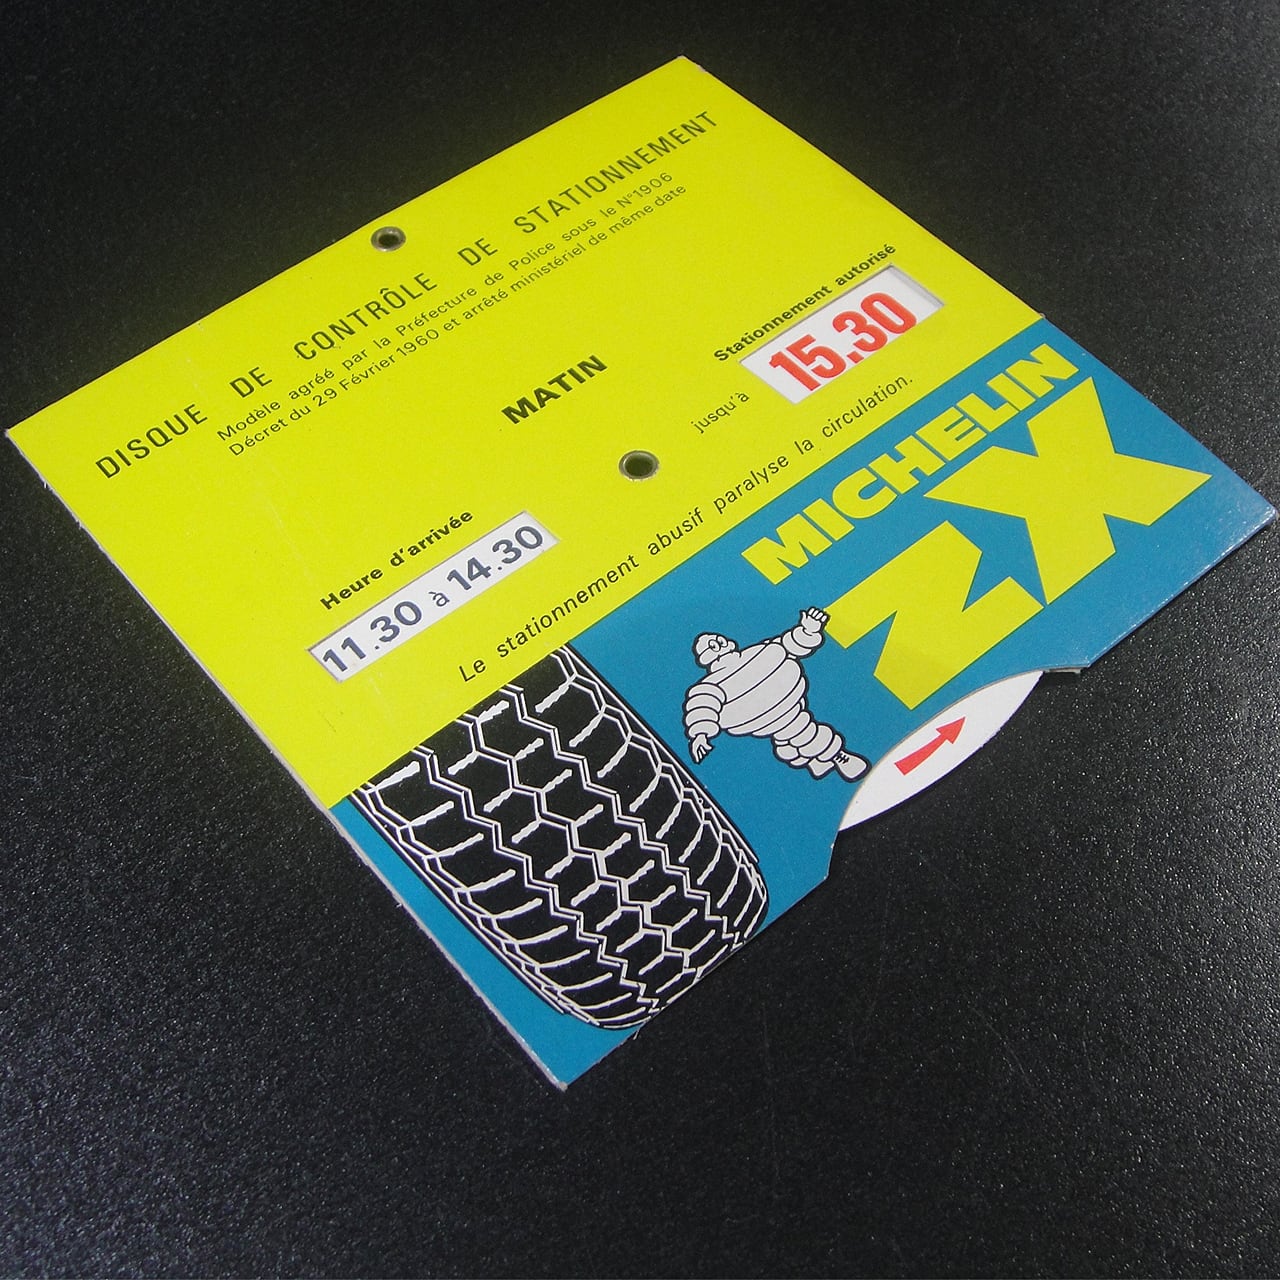 DISQUE DE CONTRÔLE DE STATIONNEMENT
Modèle agréé par la Préfecture de Police sous le N°1906
Décret du 29 Février 1960 et arrêté ministériel de même date
MATIN
Heure d'arrivée
11.30 à 14.30
Stationnement autorisé
jusqu'à
15.30
Le stationnement abusif paralyse la circulation.
MICHELIN
ZX